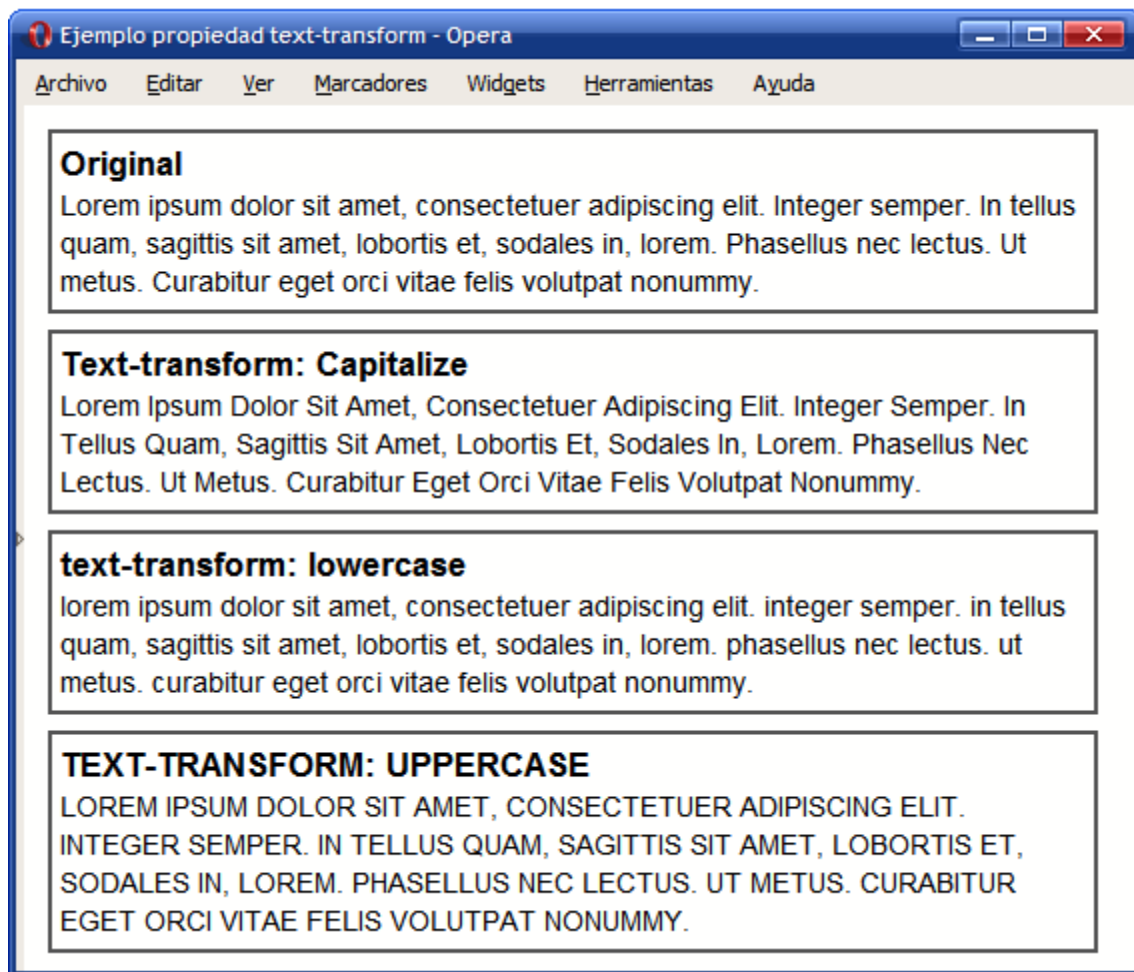 Ejemplo propiedad text-transform - Opera
Archivo Editar Ver Marcadores Widgets Herramientas Ayuda
Original
Lorem ipsum dolor sit amet, consectetuer adipiscing elit. Integer semper. In tellus
quam, sagittis sit amet, lobortis et, sodales in, lorem. Phasellus nec lectus. Ut
metus. Curabitur eget orci vitae felis volutpat nonummy.
Text-transform: Capitalize
Lorem Ipsum Dolor Sit Amet, Consectetuer Adipiscing Elit. Integer Semper. In
Tellus Quam, Sagittis Sit Amet, Lobortis Et, Sodales In, Lorem. Phasellus Nec
Lectus. Ut Metus. Curabitur Eget Orci Vitae Felis Volutpat Nonummy.
text-transform: lowercase
lorem ipsum dolor sit amet, consectetuer adipiscing elit. integer semper. in tellus
quam, sagittis sit amet, lobortis et, sodales in, lorem. phasellus nec lectus. ut
metus. curabitur eget orci vitae felis volutpat nonummy.
TEXT-TRANSFORM: UPPERCASE
LOREM IPSUM DOLOR SIT AMET, CONSECTETUER ADIPISCING ELIT.
INTEGER SEMPER. IN TELLUS QUAM, SAGITTIS SIT AMET, LOBORTIS ET,
SODALES IN, LOREM. PHASELLUS NEC LECTUS. UT METUS. CURABITUR
EGET ORCI VITAE FELIS VOLUTPAT NONUMMY.